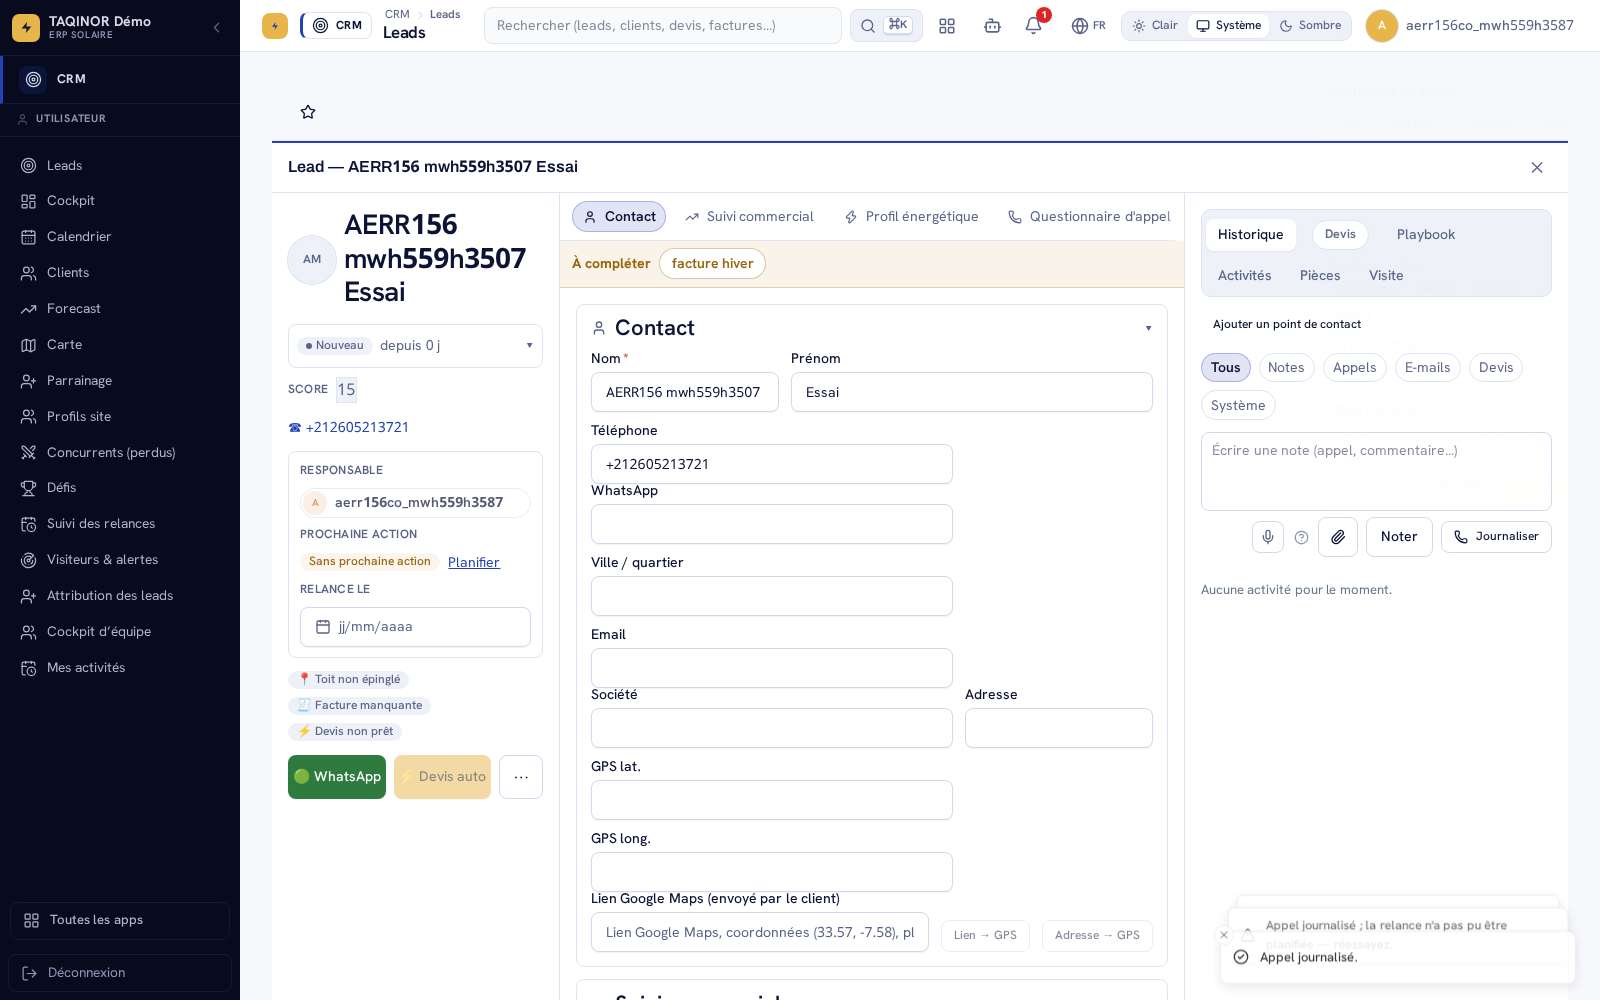 TAQINOR Démo
ERP SOLAIRE
CRM
UTILISATEUR
Leads
Cockpit
Calendrier
Clients
Forecast
Carte
Parrainage
Profils site
Concurrents (perdus)
Défis
Suivi des relances
Visiteurs & alertes
Attribution des leads
Cockpit d’équipe
Mes activités
Toutes les apps
Déconnexion
CRM
CRM › Leads
Leads
Rechercher (leads, clients, devis, factures...)
⌘K
1
FR
Clair
Système
Sombre
A
aerr156co_mwh559h3587
Lead — AERR156 mwh559h3507 Essai
AM
AERR156
mwh559h3507
Essai
Nouveau depuis 0 j
SCORE 15
☎ +212605213721
RESPONSABLE
A aerr156co_mwh559h3587
PROCHAINE ACTION
Sans prochaine action Planifier
RELANCE LE
jj/mm/aaaa
📍 Toit non épinglé
🧾 Facture manquante
⚡ Devis non prêt
WhatsApp
⚡ Devis auto
...
Contact
Suivi commercial
Profil énergétique
Questionnaire d'appel
À compléter facture hiver
Contact
Nom * Prénom
AERR156 mwh559h3507 Essai
Téléphone
+212605213721
WhatsApp
Ville / quartier
Email
Société Adresse
GPS lat.
GPS long.
Lien Google Maps (envoyé par le client)
Lien Google Maps, coordonnées (33.57, -7.58), pl
Lien → GPS
Adresse → GPS
Historique
Devis
Playbook
Activités
Pièces
Visite
Ajouter un point de contact
Tous
Notes
Appels
E-mails
Devis
Système
Écrire une note (appel, commentaire...)
Noter
Journaliser
Aucune activité pour le moment.
Appel journalisé ; la relance n'a pas pu être
planifiée — réessayez.
Appel journalisé.